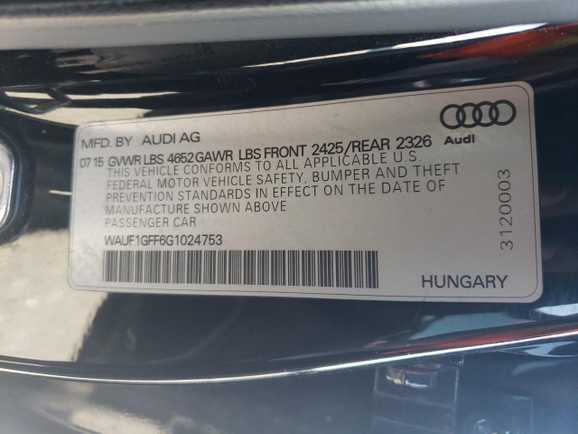 MFD. BY AUDI AG
07 15 GVWR LBS 4652 GAWR LBS FRONT 2425/REAR 2326
THIS VEHICLE CONFORMS TO ALL APPLICABLE U.S.
FEDERAL MOTOR VEHICLE SAFETY, BUMPER AND THEFT
PREVENTION STANDARDS IN EFFECT ON THE DATE OF
MANUFACTURE SHOWN ABOVE
PASSENGER CAR
WAUF1GFF6G1024753
Audi
3120003
HUNGARY